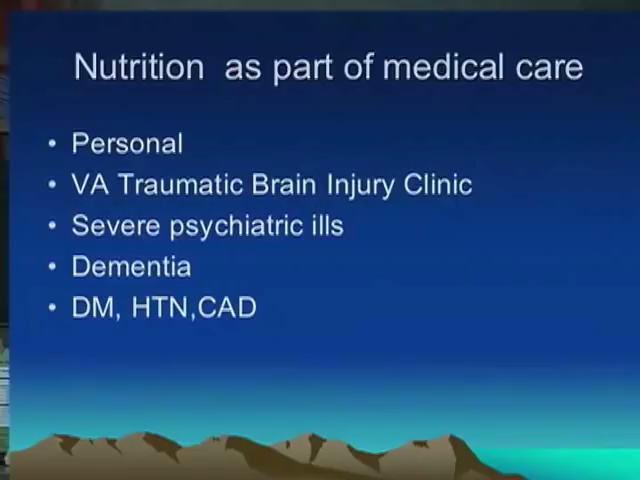 Nutrition as part of medical care
• Personal
• VA Traumatic Brain Injury Clinic
• Severe psychiatric ills
• Dementia
• DM, HTN,CAD